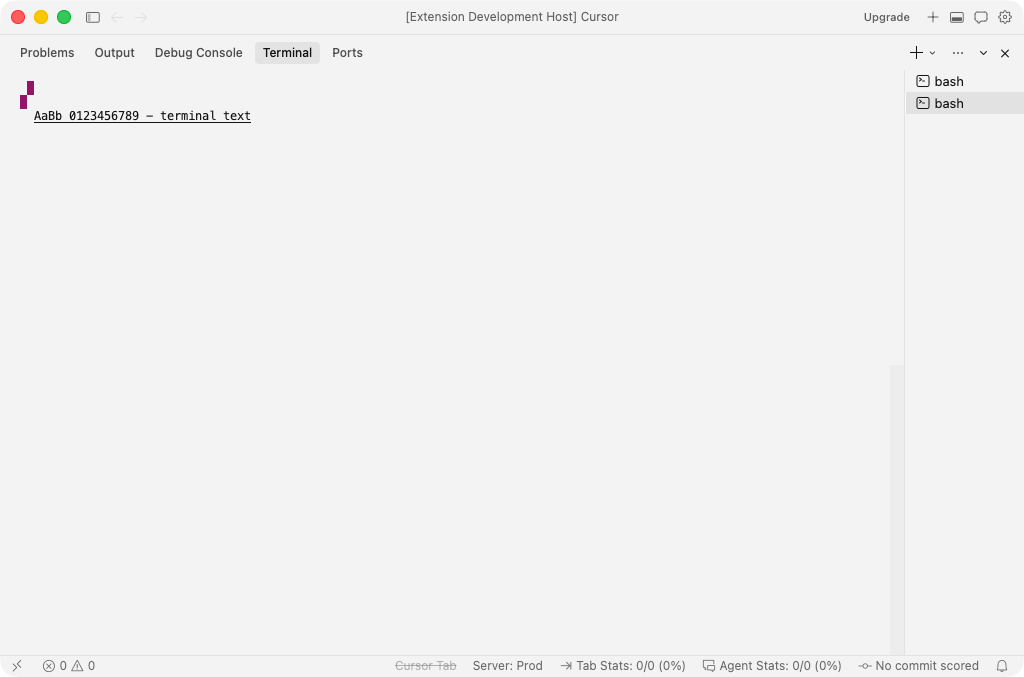 [Extension Development Host] Cursor
Upgrade
Problems Output Debug Console Terminal Ports
bash
bash
AaBb 0123456789 — terminal text
0 0 Cursor Tab Server: Prod Tab Stats: 0/0 (0%) Agent Stats: 0/0 (0%) No commit scored